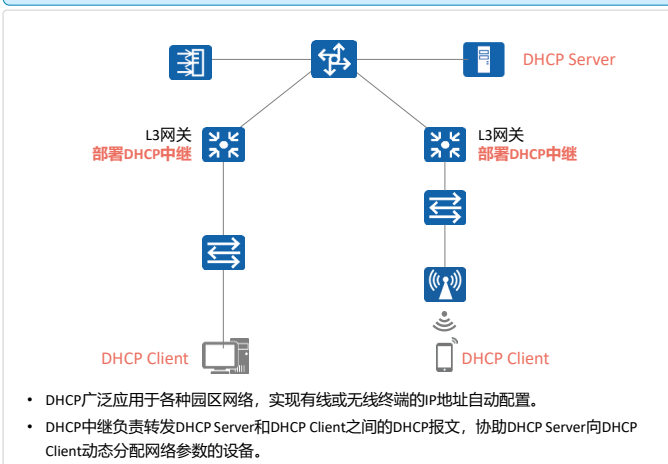 DHCP Server
L3网关
部署DHCP中继
L3网关
部署DHCP中继
DHCP Client
DHCP Client
• DHCP广泛应用于各种园区网络，实现有线或无线终端的IP地址自动配置。
• DHCP中继负责转发DHCP Server和DHCP Client之间的DHCP报文，协助DHCP Server向DHCP
Client动态分配网络参数的设备。